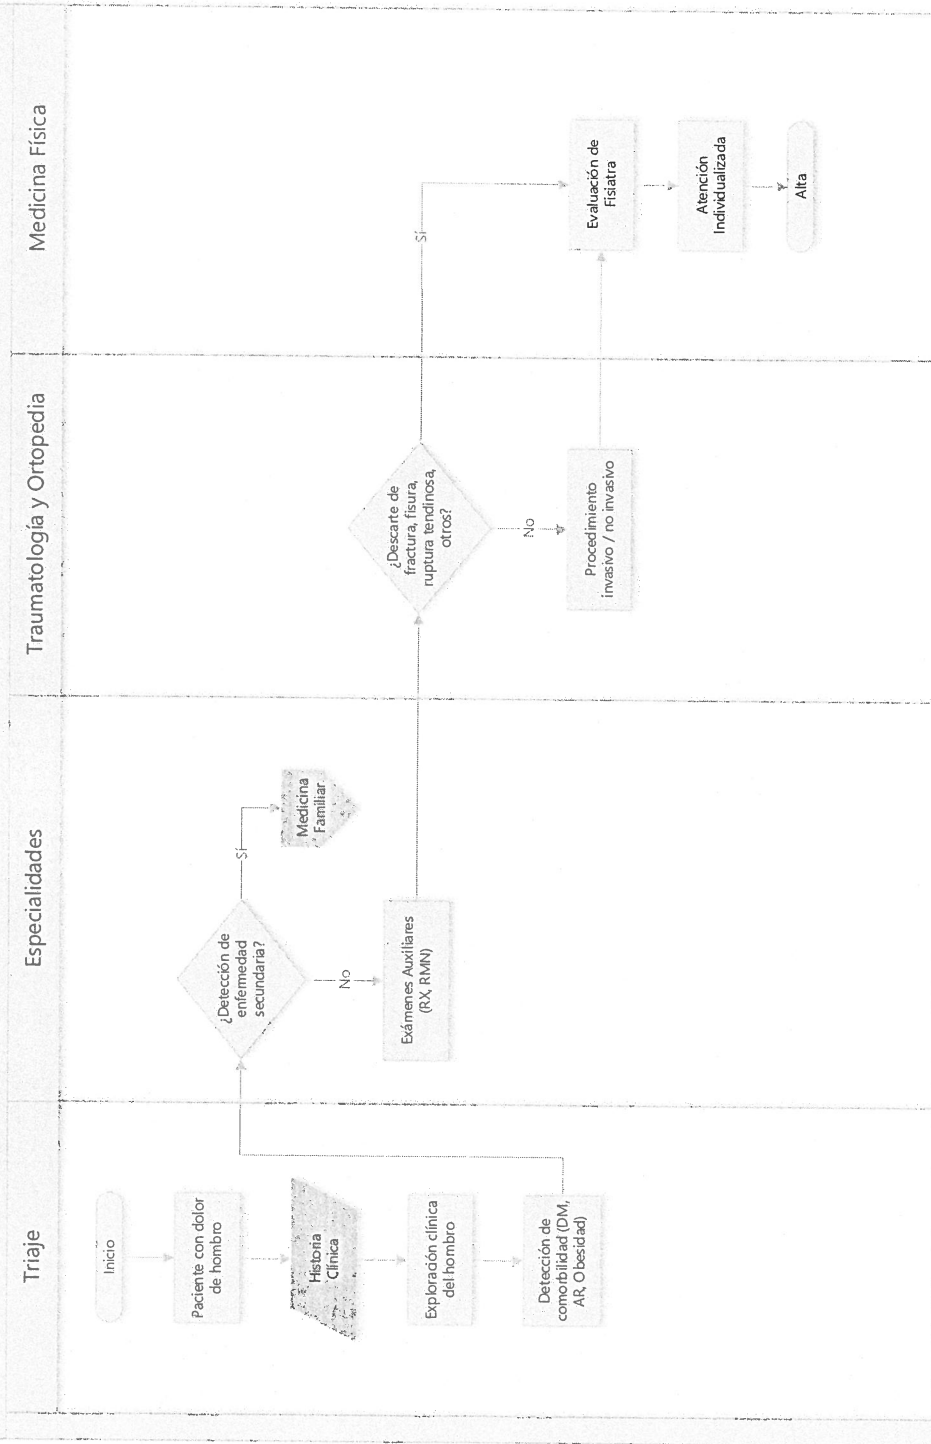 Triaje
Especialidades
Traumatología y Ortopedia
Medicina Física
Inicio
Paciente con dolor
de hombro
Historia
Clínica
Exploración clínica
del hombro
Detección de
comorbilidad (DM,
AR, Obesidad)
¿Detección de
enfermedad
secundaria?
Sí
Medicina
Familiar
No
Exámenes Auxiliares
(RX, RMN)
¿Descarte de
fractura, fisura,
ruptura tendinosa,
otros?
Sí
No
Procedimiento
invasivo / no invasivo
Evaluación de
Fisiatra
Atención
Individualizada
Alta